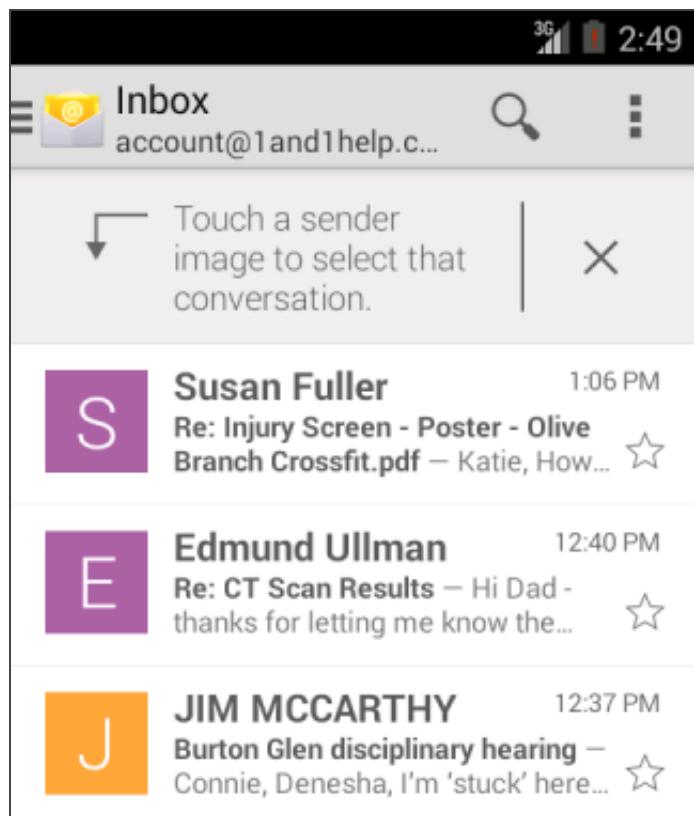 3G 2:49
Inbox
account@1and1help.c...
Touch a sender
image to select that
conversation.
S
Susan Fuller 1:06 PM
Re: Injury Screen - Poster - Olive
Branch Crossfit.pdf — Katie, How...
E
Edmund Ullman 12:40 PM
Re: CT Scan Results — Hi Dad -
thanks for letting me know the...
J
JIM MCCARTHY 12:37 PM
Burton Glen disciplinary hearing —
Connie, Denesha, I'm ‘stuck’ here...